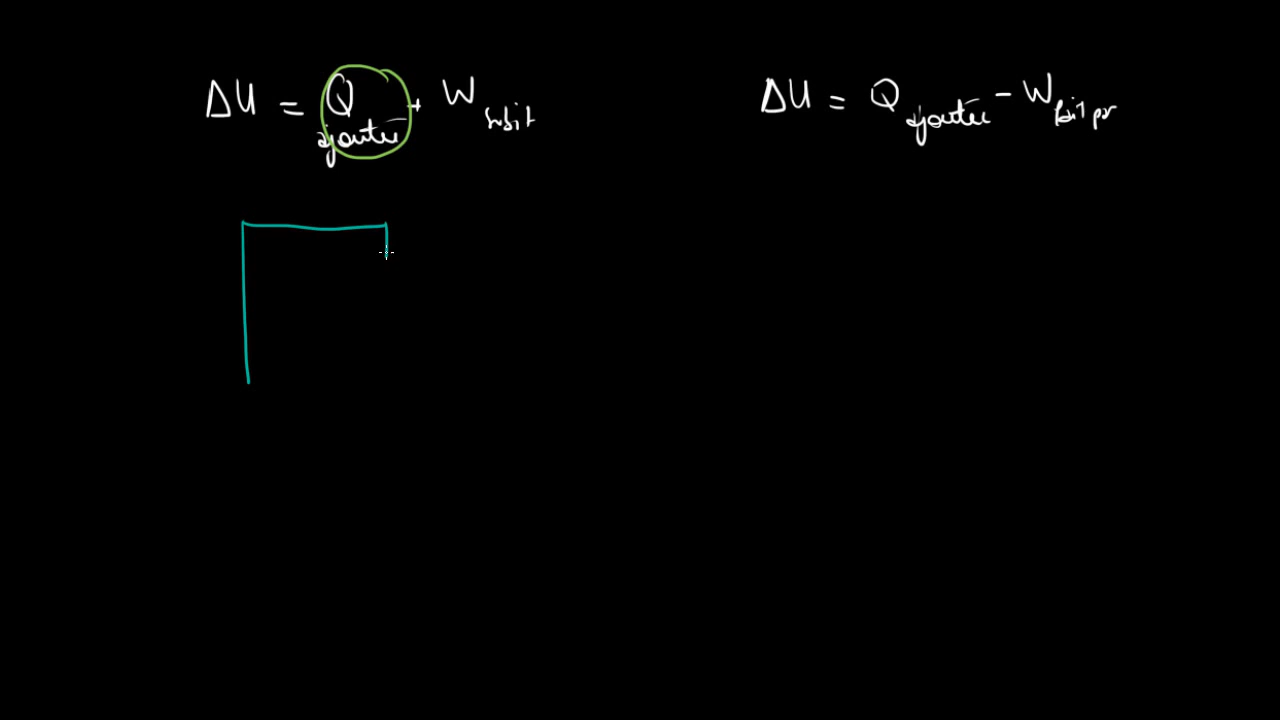 ΔU = Q ajoutée + W subit
ΔU = Q ajoutée - W fait par